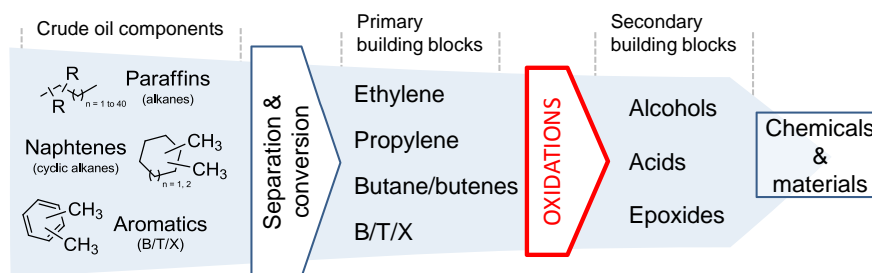 Crude oil components
R
R
n = 1 to 40
Paraffins
(alkanes)
Naphtenes
(cyclic alkanes)
CH3
CH3
n = 1, 2
CH3
CH3
Aromatics
(B/T/X)
Separation &
conversion
Primary
building blocks
Ethylene
Propylene
Butane/butenes
B/T/X
OXIDATIONS
Secondary
building blocks
Alcohols
Acids
Epoxides
Chemicals
&
materials